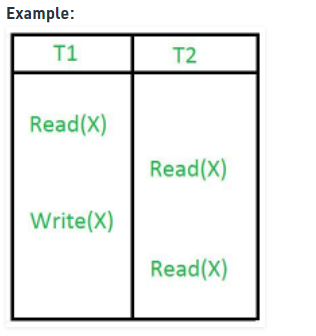 Example:
T1 T2
Read(X)
Read(X)
Write(X)
Read(X)